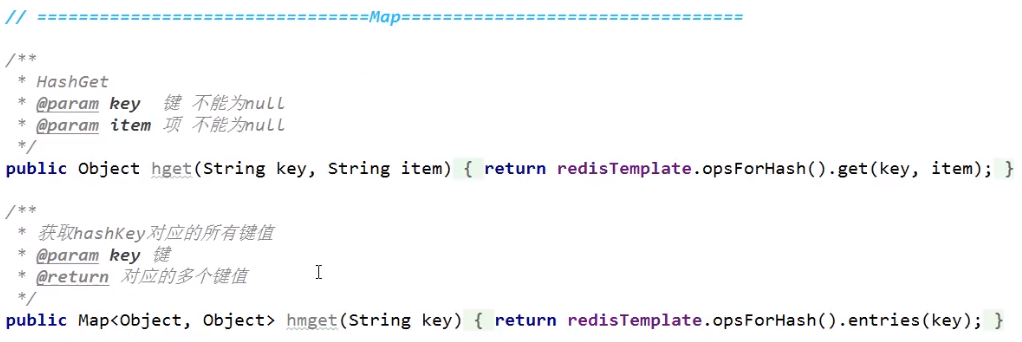 // ================================Map=================================
/**
* HashGet
* @param key 键 不能为null
* @param item 项 不能为null
*/
public Object hget(String key, String item) { return redisTemplate.opsForHash().get(key, item); }
/**
* 获取hashKey对应的所有键值
* @param key 键
* @return 对应的多个键值
*/
public Map<Object, Object> hmget(String key) { return redisTemplate.opsForHash().entries(key); }